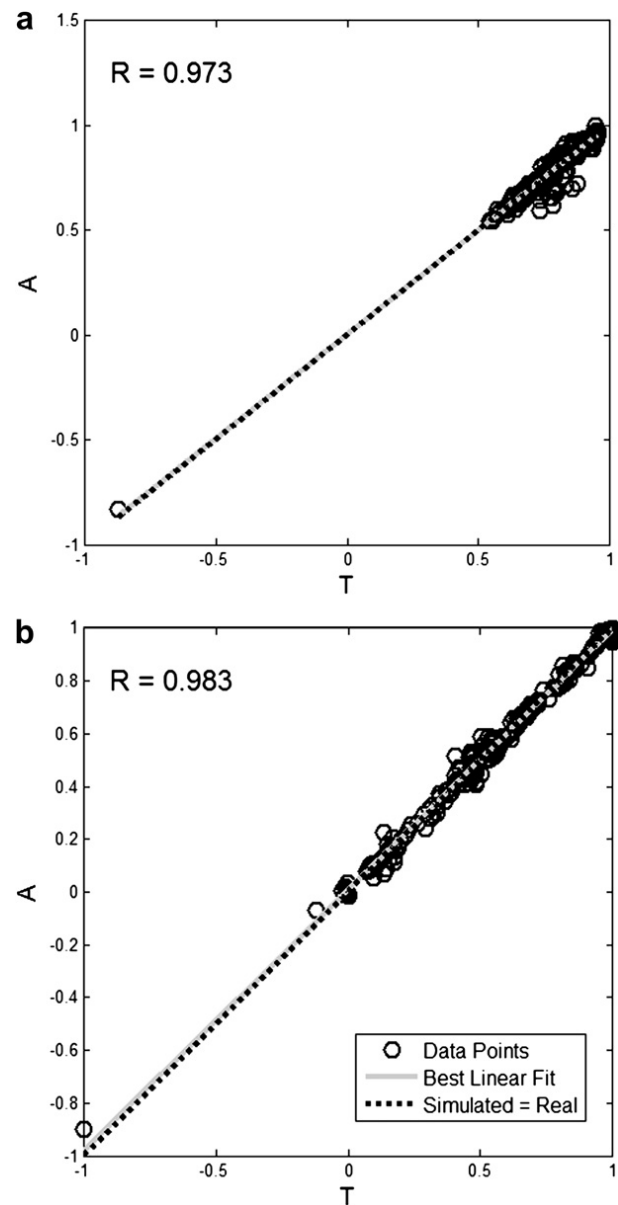 a
1.5
R = 0.973
1
0.5
A
0
-0.5
-1
-1
-0.5
0
0.5
1
T
b
1
R = 0.983
0.8
0.6
0.4
0.2
A
0
-0.2
-0.4
-0.6
-0.8
-1
Data Points
Best Linear Fit
Simulated = Real
-1
-0.5
0
0.5
1
T